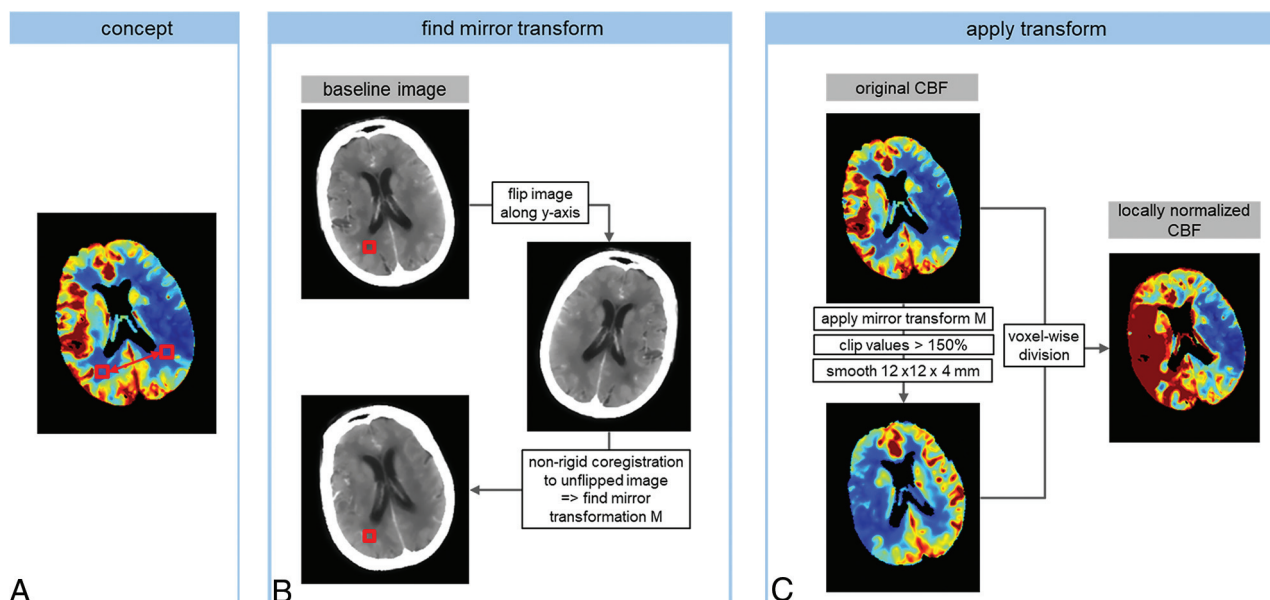 concept
A
find mirror transform
baseline image
flip image
along y-axis
non-rigid coregistration
to unflipped image
=> find mirror
transformation M
B
apply transform
original CBF
apply mirror transform M
clip values > 150%
smooth 12 x12 x 4 mm
voxel-wise
division
locally normalized
CBF
C